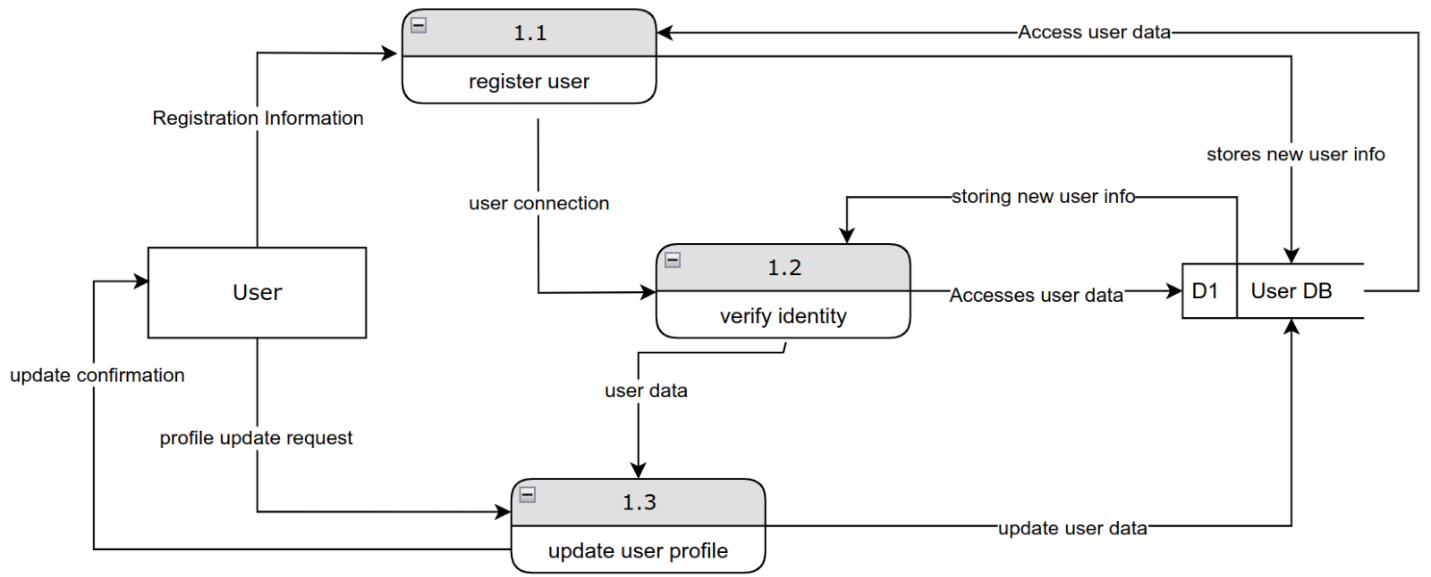 1.1
Access user data
register user
Registration Information
stores new user info
user connection
storing new user info
1.2
User
Accesses user data
D1
User DB
verify identity
update confirmation
user data
profile update request
1.3
update user data
update user profile